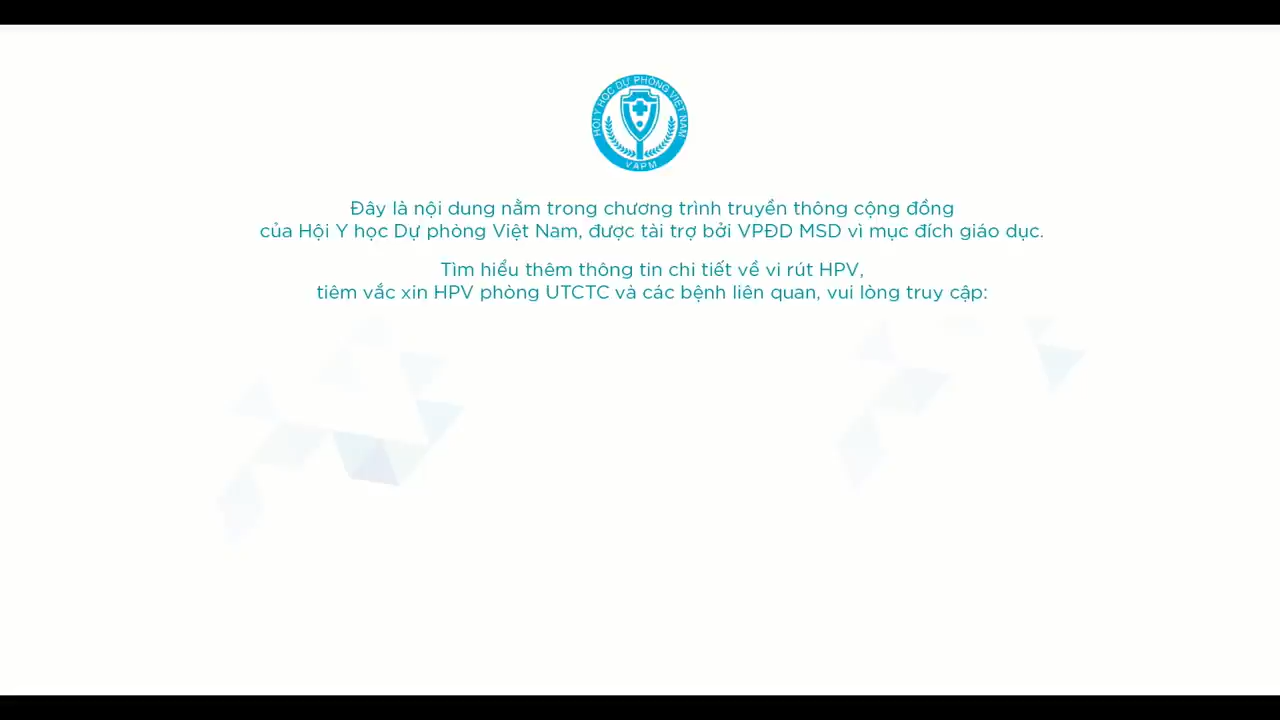 HỘI Y HỌC DỰ PHÒNG VIỆT NAM
VAPM
Đây là nội dung nằm trong chương trình truyền thông cộng đồng
của Hội Y học Dự phòng Việt Nam, được tài trợ bởi VPĐD MSD vì mục đích giáo dục.
Tìm hiểu thêm thông tin chi tiết về vi rút HPV,
tiêm vắc xin HPV phòng UTCTC và các bệnh liên quan, vui lòng truy cập: